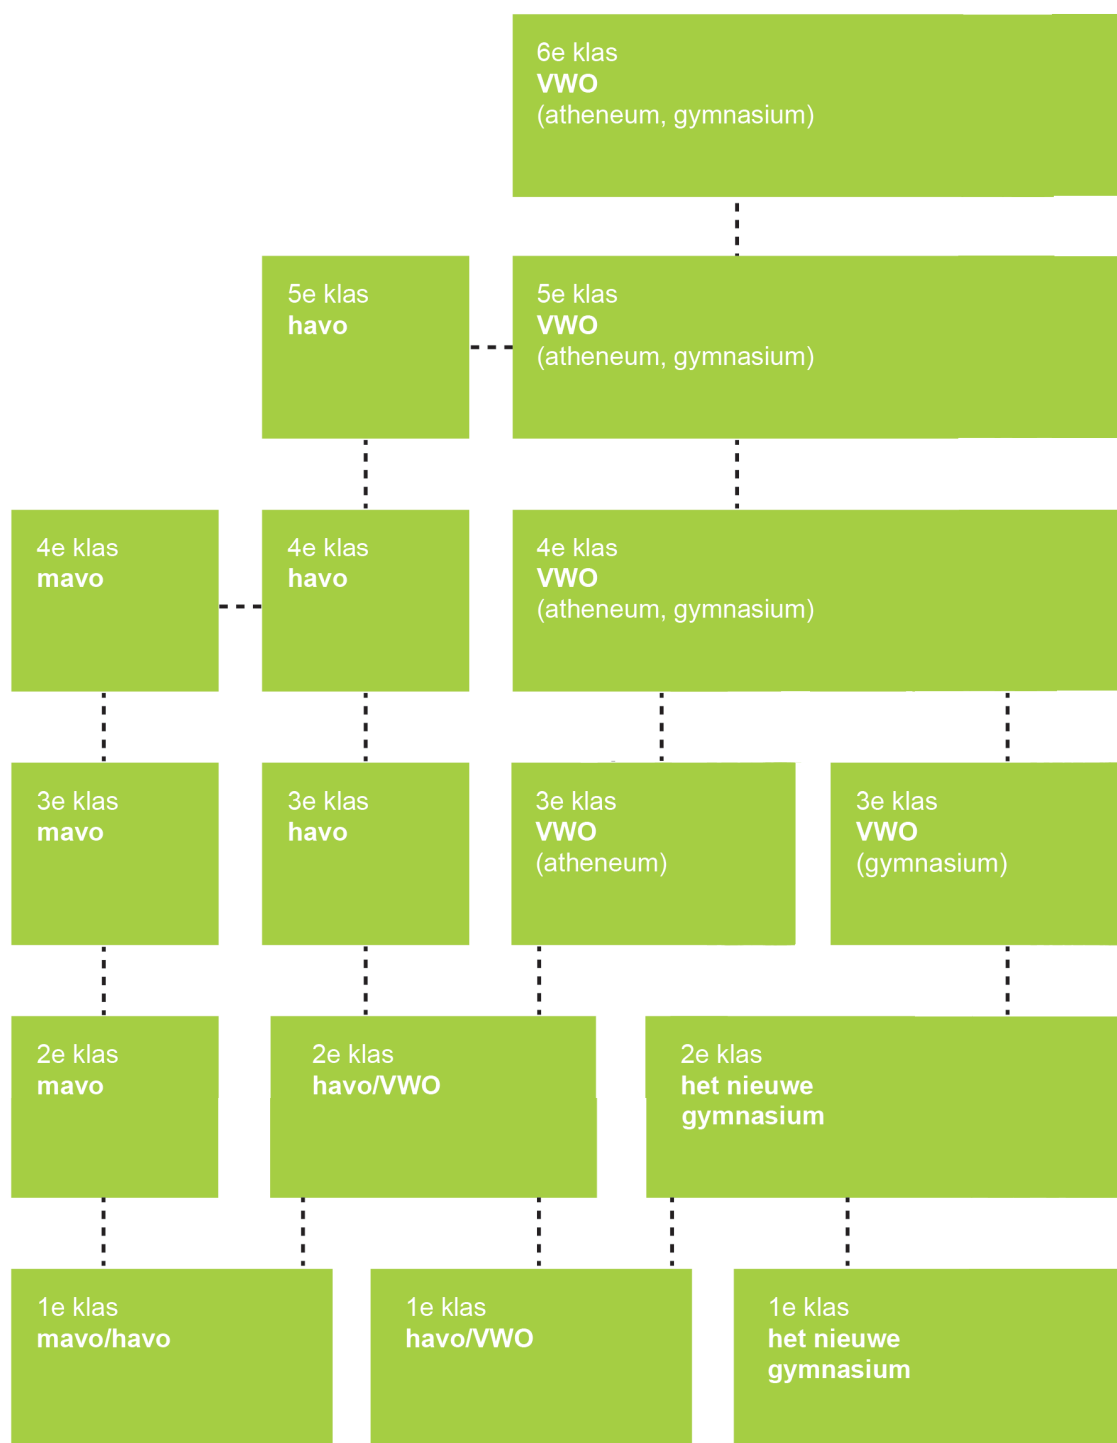 6e klas
VWO
(atheneum, gymnasium)
5e klas
havo
5e klas
VWO
(atheneum, gymnasium)
4e klas
mavo
4e klas
havo
4e klas
VWO
(atheneum, gymnasium)
3e klas
mavo
3e klas
havo
3e klas
VWO
(atheneum)
3e klas
VWO
(gymnasium)
2e klas
mavo
2e klas
havo/VWO
2e klas
het nieuwe
gymnasium
1e klas
mavo/havo
1e klas
havo/VWO
1e klas
het nieuwe
gymnasium